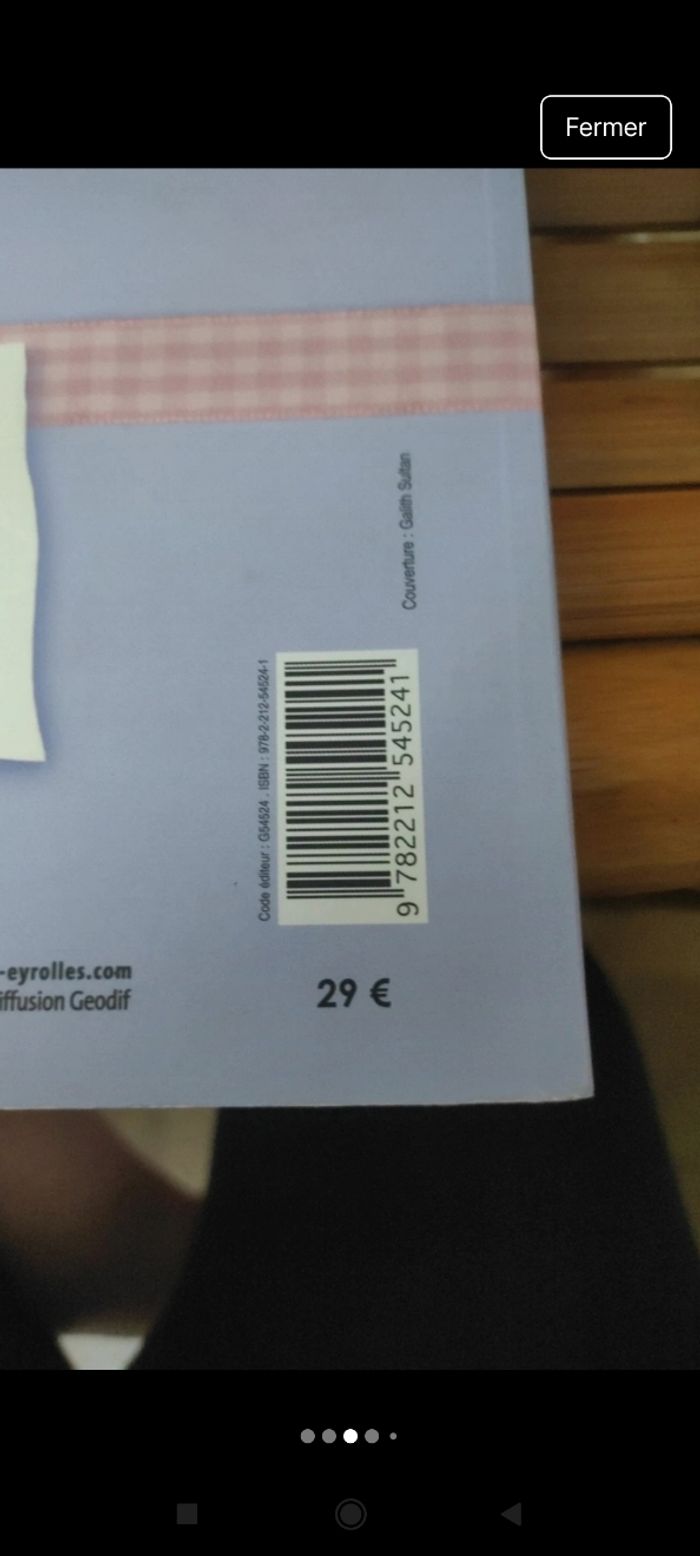 Fermer
Couverture : Galith Sultan
Code éditeur : G54524 . ISBN : 978-2-212-54524-1
9 782212 545241
-eyrolles.com
iffusion Geodif
29 €